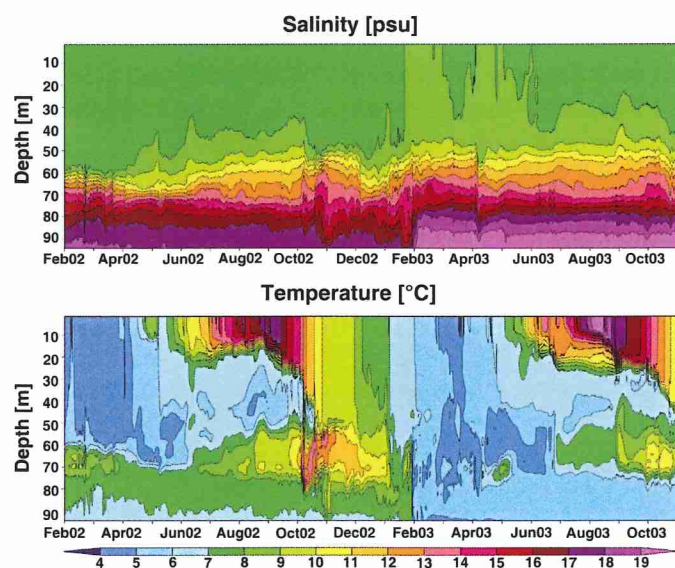 Salinity [psu]
Depth [m]
10
20
30
40
50
60
70
80
90
Feb02 Apr02 Jun02 Aug02 Oct02 Dec02 Feb03 Apr03 Jun03 Aug03 Oct03
Temperature [°C]
Depth [m]
10
20
30
40
50
60
70
80
90
Feb02 Apr02 Jun02 Aug02 Oct02 Dec02 Feb03 Apr03 Jun03 Aug03 Oct03
4 5 6 7 8 9 10 11 12 13 14 15 16 17 18 19